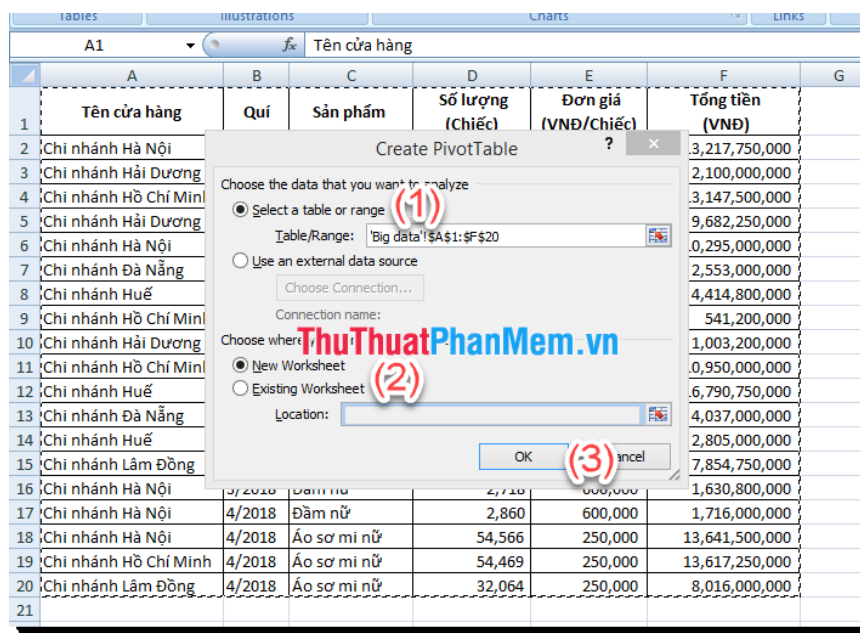 Tables Illustrations Charts Links
A1 fx Tên cửa hàng
A B C D E F G
1 Tên cửa hàng Quí Sản phẩm Số lượng (Chiếc) Đơn giá (VNĐ/Chiếc) Tổng tiền (VNĐ)
Create PivotTable ? ×
Choose the data that you want to analyze
(1)
Select a table or range
Table/Range: 'Big data'!$A$1:$F$20
Use an external data source
Choose Connection...
Connection name:
Choose where
ThuThuatPhanMem.vn
New Worksheet
(2)
Existing Worksheet
Location:
OK (3)
2 Chi nhánh Hà Nội 3,217,750,000
3 Chi nhánh Hải Dương 2,100,000,000
4 Chi nhánh Hồ Chí Minh 3,147,500,000
5 Chi nhánh Hải Dương 9,682,250,000
6 Chi nhánh Hà Nội 0,295,000,000
7 Chi nhánh Đà Nẵng 2,553,000,000
8 Chi nhánh Huế 4,414,800,000
9 Chi nhánh Hồ Chí Minh 541,200,000
10 Chi nhánh Hải Dương 1,003,200,000
11 Chi nhánh Hồ Chí Minh 0,950,000,000
12 Chi nhánh Huế 6,790,750,000
13 Chi nhánh Đà Nẵng 4,037,000,000
14 Chi nhánh Huế 2,805,000,000
15 Chi nhánh Lâm Đồng 7,854,750,000
16 Chi nhánh Hà Nội 3/2018 Đầm nữ 2,718 600,000 1,630,800,000
17 Chi nhánh Hà Nội 4/2018 Đầm nữ 2,860 600,000 1,716,000,000
18 Chi nhánh Hà Nội 4/2018 Áo sơ mi nữ 54,566 250,000 13,641,500,000
19 Chi nhánh Hồ Chí Minh 4/2018 Áo sơ mi nữ 54,469 250,000 13,617,250,000
20 Chi nhánh Lâm Đồng 4/2018 Áo sơ mi nữ 32,064 250,000 8,016,000,000
21